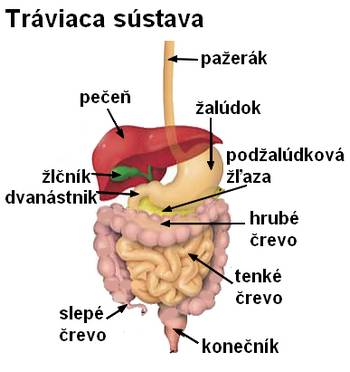 Tráviaca sústava
pažerák
pečeň
žalúdok
podžalúdková
žľaza
žlčník
dvanástnik
hrubé
črevo
tenké
črevo
slepé
črevo
konečník